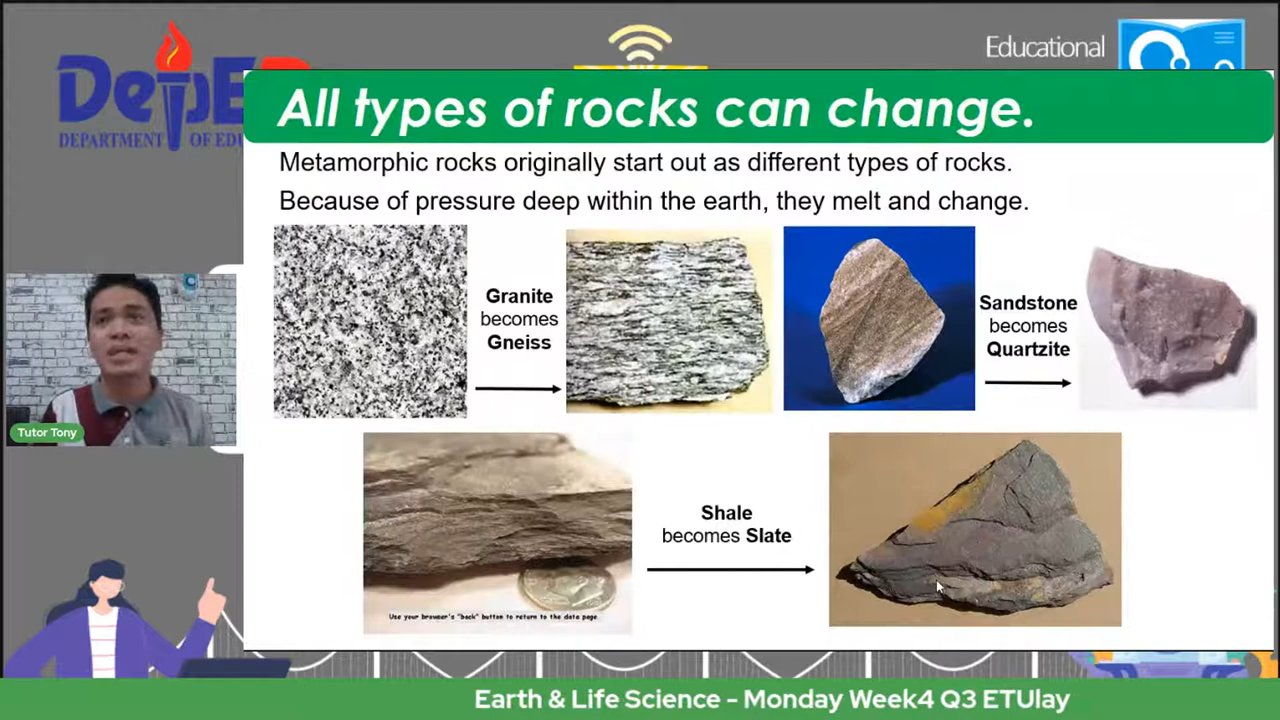 DepED
DEPARTMENT OF EDU
Educational
All types of rocks can change.
Metamorphic rocks originally start out as different types of rocks.
Because of pressure deep within the earth, they melt and change.
Granite
becomes
Gneiss
Sandstone
becomes
Quartzite
Tutor Tony
Shale
becomes Slate
Use your browser's "back" button to return to the data page.
Earth & Life Science - Monday Week4 Q3 ETUlay